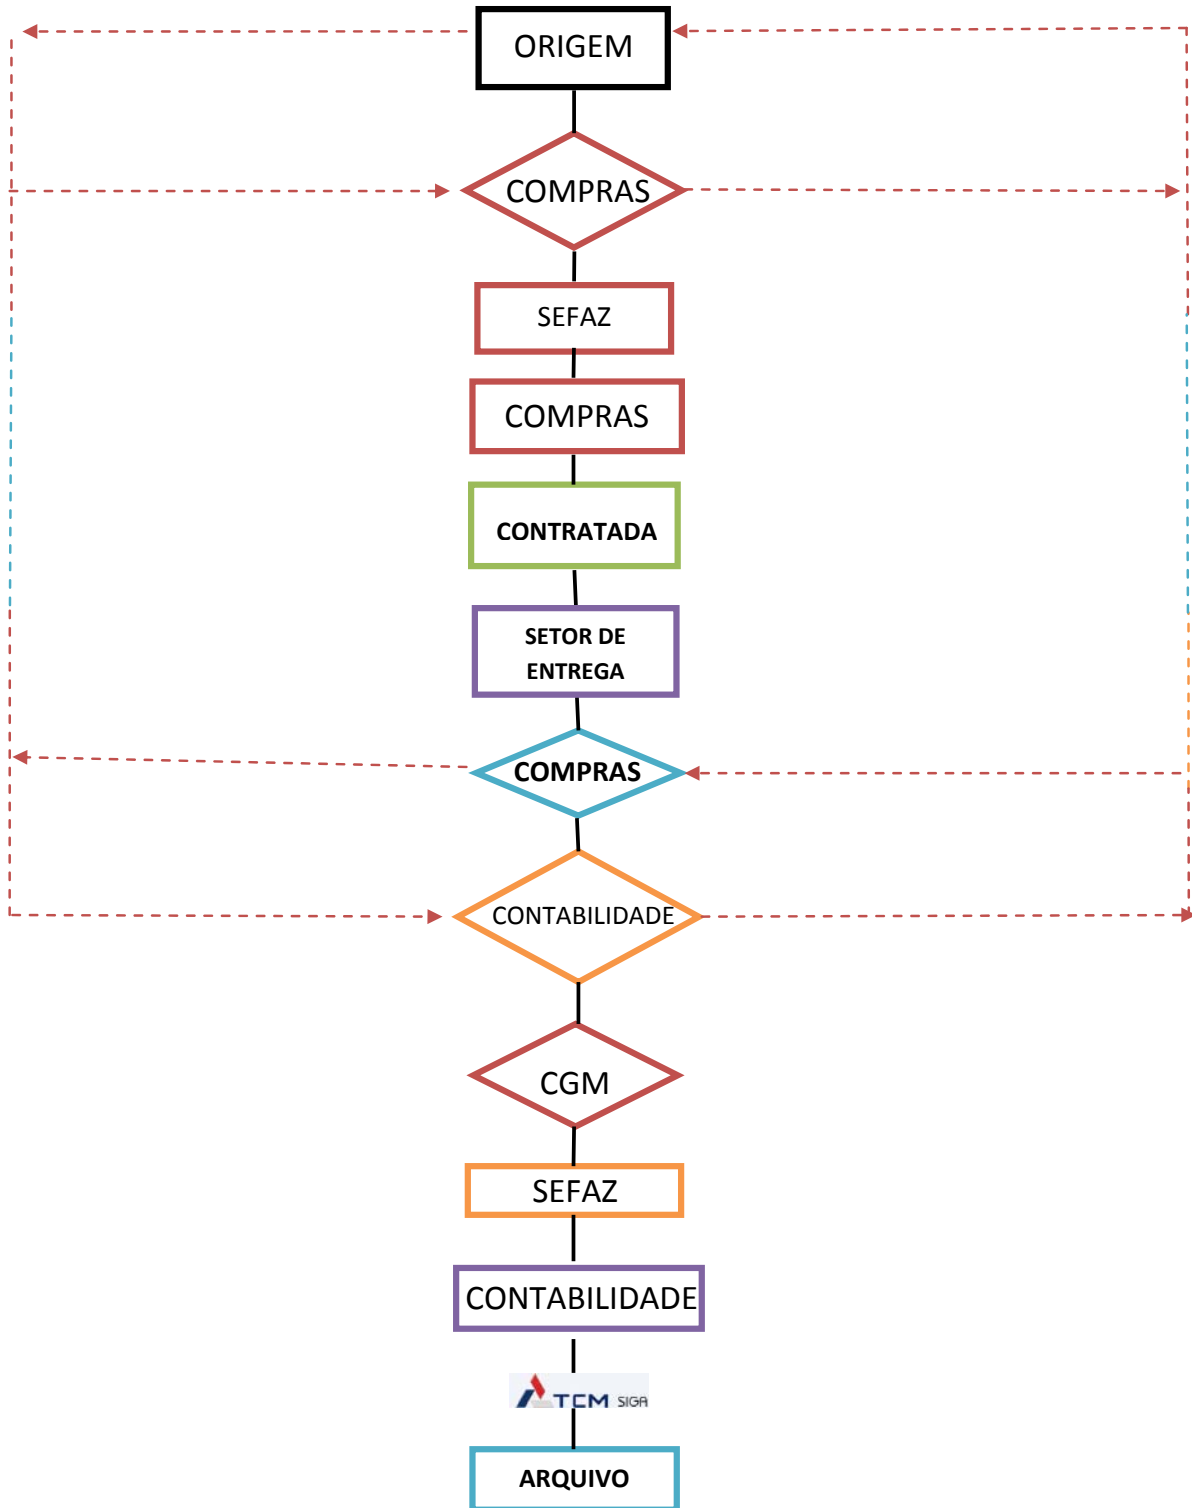 ORIGEM
COMPRAS
SEFAZ
COMPRAS
CONTRATADA
SETOR DE
ENTREGA
COMPRAS
CONTABILIDADE
CGM
SEFAZ
CONTABILIDADE
TCM SIGA
ARQUIVO